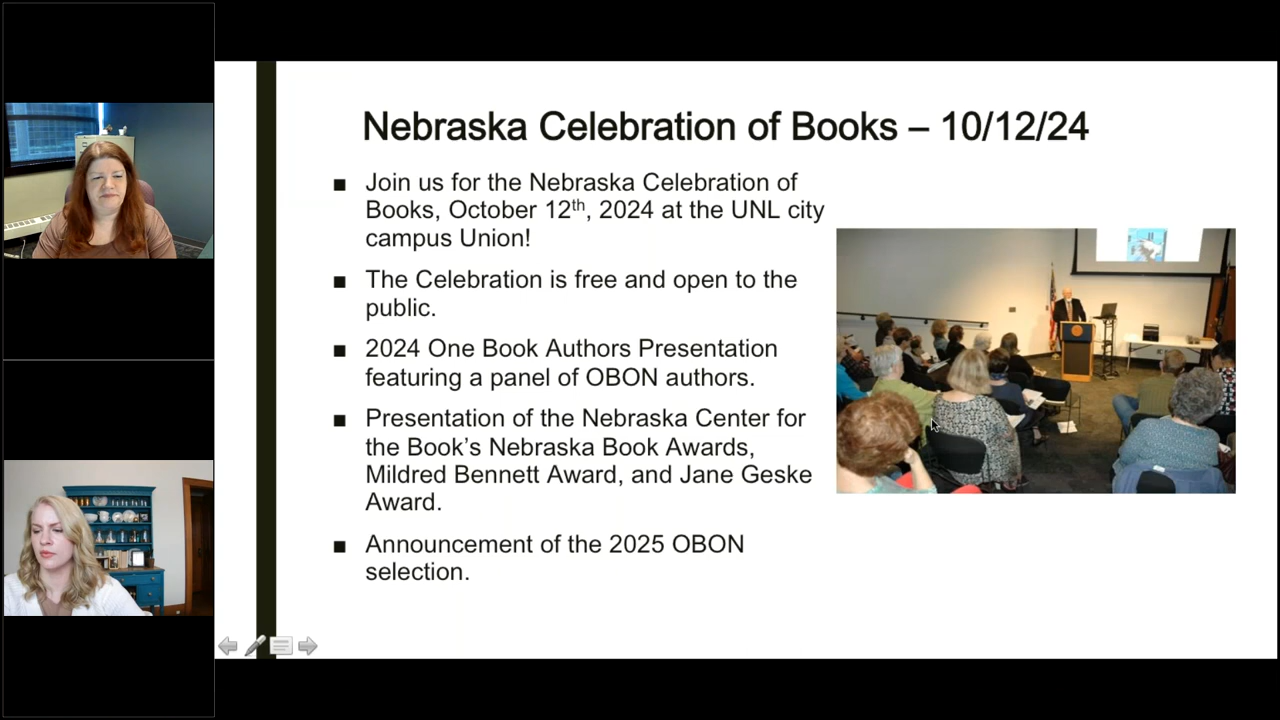 Nebraska Celebration of Books – 10/12/24
■ Join us for the Nebraska Celebration of
Books, October 12th, 2024 at the UNL city
campus Union!
■ The Celebration is free and open to the
public.
■ 2024 One Book Authors Presentation
featuring a panel of OBON authors.
■ Presentation of the Nebraska Center for
the Book’s Nebraska Book Awards,
Mildred Bennett Award, and Jane Geske
Award.
■ Announcement of the 2025 OBON
selection.